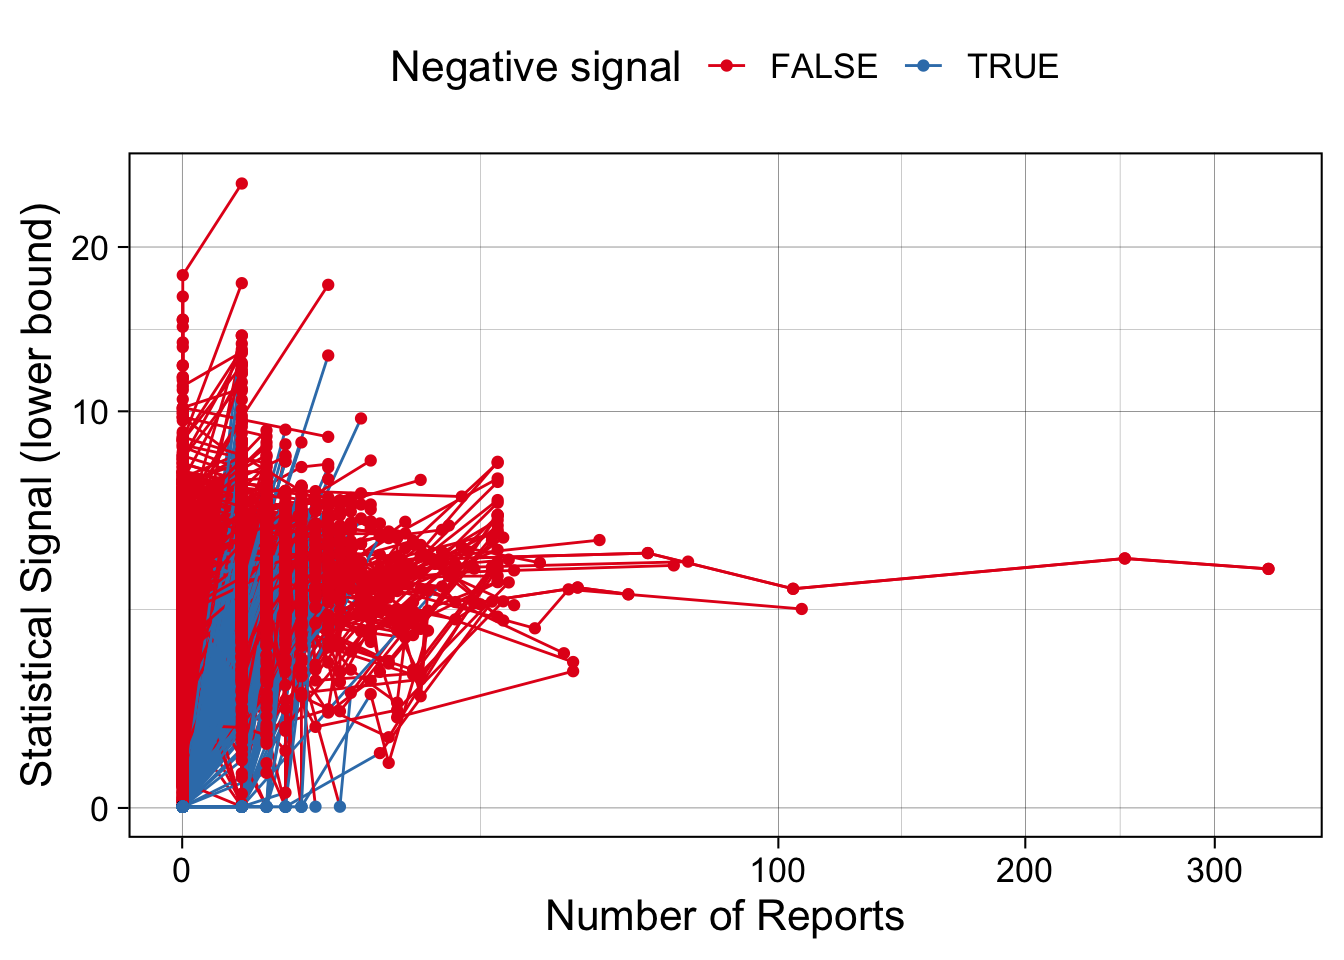 Negative signal FALSE TRUE
Statistical Signal (lower bound)
20
10
0
0 100 200 300
Number of Reports